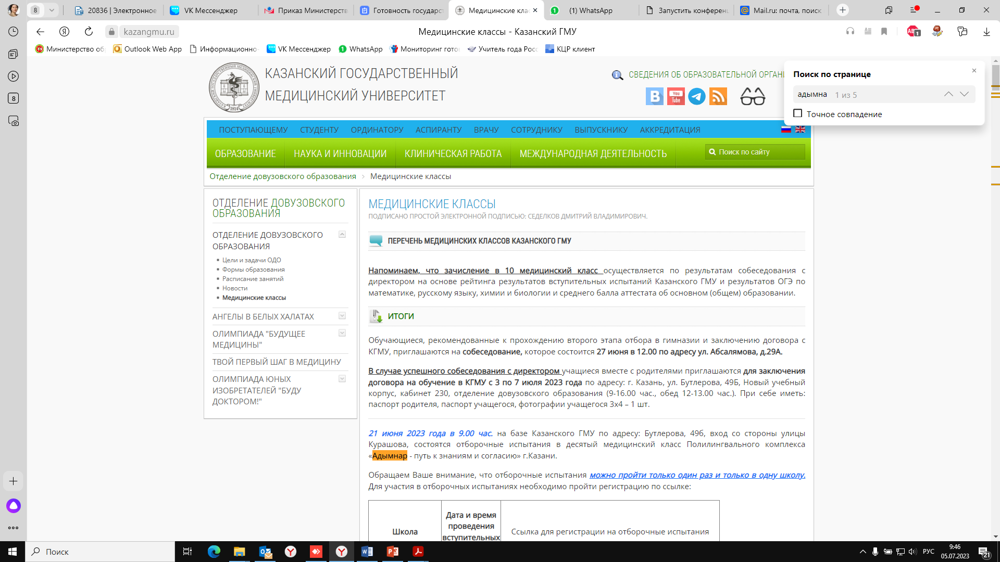 8
20836 | Электронное
VK Мессенджер
Приказ Министерств
Готовность государст
Медицинские клас
(1) WhatsApp
Запустить конферен
Mail.ru: почта, поиск
kazangmu.ru
Медицинские классы - Казанский ГМУ
Министерство об
Outlook Web App
Информационно-
VK Мессенджер
WhatsApp
Мониторинг гото
Учитель года Росс
КЦР клиент
КАЗАНСКИЙ ГОСУДАРСТВЕННЫЙ
МЕДИЦИНСКИЙ УНИВЕРСИТЕТ
СВЕДЕНИЯ ОБ ОБРАЗОВАТЕЛЬНОЙ ОРГАНИ
You Tube
Поиск по странице
адымна 1 из 5
Точное совпадение
8
ПОСТУПАЮЩЕМУ СТУДЕНТУ ОРДИНАТОРУ АСПИРАНТУ ВРАЧУ СОТРУДНИКУ ВЫПУСКНИКУ АККРЕДИТАЦИЯ
ОБРАЗОВАНИЕ НАУКА И ИННОВАЦИИ КЛИНИЧЕСКАЯ РАБОТА МЕЖДУНАРОДНАЯ ДЕЯТЕЛЬНОСТЬ Поиск по сайту
Отделение довузовского образования > Медицинские классы
ОТДЕЛЕНИЕ ДОВУЗОВСКОГО
ОБРАЗОВАНИЯ
ОТДЕЛЕНИЕ ДОВУЗОВСКОГО
ОБРАЗОВАНИЯ
Цели и задачи ОДО
Формы образования
Расписание занятий
Новости
Медицинские классы
АНГЕЛЫ В БЕЛЫХ ХАЛАТАХ
ОЛИМПИАДА "БУДУЩЕЕ
МЕДИЦИНЫ"
ТВОЙ ПЕРВЫЙ ШАГ В МЕДИЦИНУ
ОЛИМПИАДА ЮНЫХ
ИЗОБРЕТАТЕЛЕЙ "БУДУ
ДОКТОРОМ!"
МЕДИЦИНСКИЕ КЛАССЫ
ПОДПИСАНО ПРОСТОЙ ЭЛЕКТРОННОЙ ПОДПИСЬЮ: СЕДЕЛКОВ ДМИТРИЙ ВЛАДИМИРОВИЧ.
ПЕРЕЧЕНЬ МЕДИЦИНСКИХ КЛАССОВ КАЗАНСКОГО ГМУ
Напоминаем, что зачисление в 10 медицинский класс осуществляется по результатам собеседования с
директором на основе рейтинга результатов вступительных испытаний Казанского ГМУ и результатов ОГЭ по
математике, русскому языку, химии и биологии и среднего балла аттестата об основном (общем) образовании.
ИТОГИ
Обучающиеся, рекомендованные к прохождению второго этапа отбора в гимназии и заключению договора с
КГМУ, приглашаются на собеседование, которое состоится 27 июня в 12.00 по адресу ул. Абсалямова, д.29А.
В случае успешного собеседования с директором учащиеся вместе с родителями приглашаются для заключения
договора на обучение в КГМУ с 3 по 7 июля 2023 года по адресу: г. Казань, ул. Бутлерова, 49Б, Новый учебный
корпус, кабинет 230, отделение довузовского образования (9-16.00 час., обед 12-13.00 час.). При себе иметь:
паспорт родителя, паспорт учащегося, фотографии учащегося 3х4 – 1 шт.
21 июня 2023 года в 9.00 час. на базе Казанского ГМУ по адресу: Бутлерова, 49б, вход со стороны улицы
Курашова, состоятся отборочные испытания в десятый медицинский класс Полилингвального комплекса
«Адымнар - путь к знаниям и согласию» г.Казани.
Обращаем Ваше внимание, что отборочные испытания можно пройти только один раз и только в одну школу.
Для участия в отборочных испытаниях необходимо пройти регистрацию по ссылке:
Школа
Дата и время
проведения
вступительных
Ссылка для регистрации на отборочные испытания
Поиск
РУС
9:46
05.07.2023
21